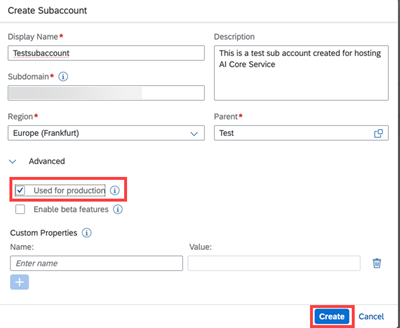 Create Subaccount
Display Name*
Description
Testsubaccount
This is a test sub account created for hosting
AI Core Service
Subdomain*
Region*
Parent*
Europe (Frankfurt)
Test
Advanced
Used for production
Enable beta features
Custom Properties
Name:
Value:
Enter name
Create
Cancel